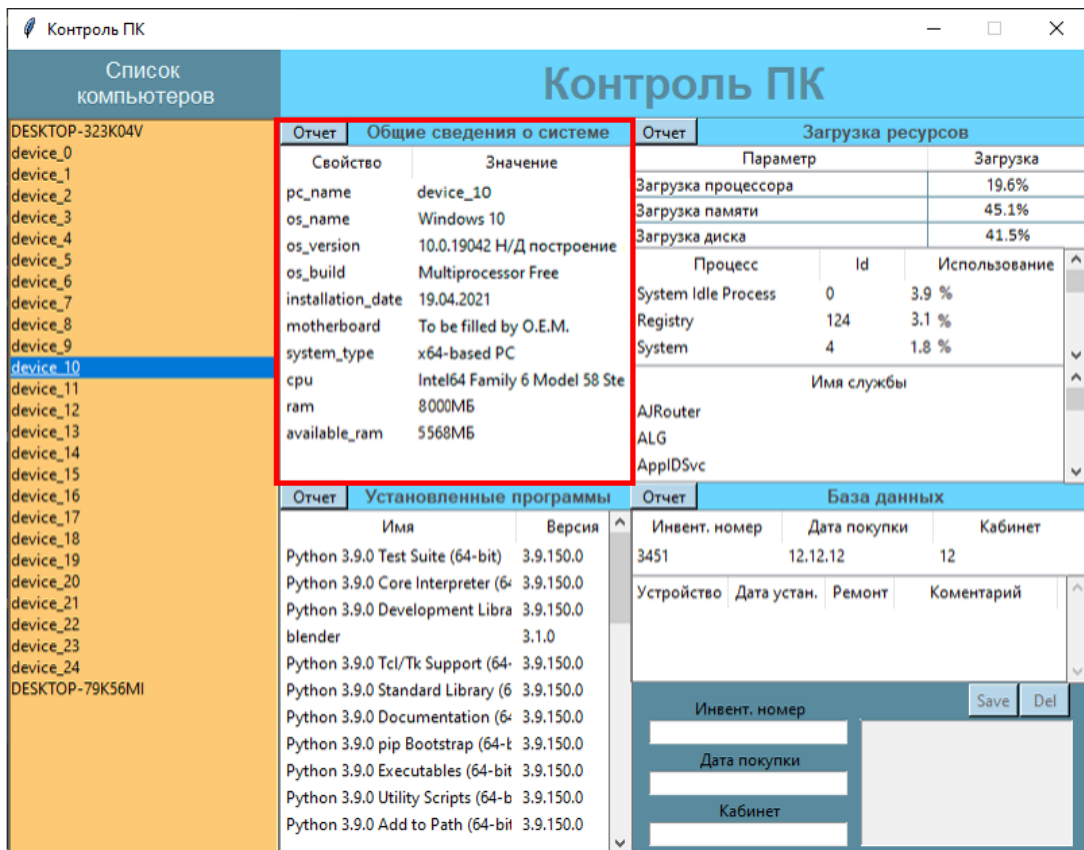 Контроль ПК
Список
компьютеров
Контроль ПК
DESKTOP-323K04V
device_0
device_1
device_2
device_3
device_4
device_5
device_6
device_7
device_8
device_9
device_10
device_11
device_12
device_13
device_14
device_15
device_16
device_17
device_18
device_19
device_20
device_21
device_22
device_23
device_24
DESKTOP-79K56MI
Отчет Общие сведения о системе
Свойство Значение
pc_name device_10
os_name Windows 10
os_version 10.0.19042 Н/Д построение
os_build Multiprocessor Free
installation_date 19.04.2021
motherboard To be filled by O.E.M.
system_type x64-based PC
cpu Intel64 Family 6 Model 58 Ste
ram 8000МБ
available_ram 5568МБ
Отчет Загрузка ресурсов
Параметр Загрузка
Загрузка процессора 19.6%
Загрузка памяти 45.1%
Загрузка диска 41.5%
Процесс Id Использование
System Idle Process 0 3.9 %
Registry 124 3.1 %
System 4 1.8 %
Имя службы
AJRouter
ALG
AppIDSvc
Отчет Установленные программы
Имя Версия
Python 3.9.0 Test Suite (64-bit) 3.9.150.0
Python 3.9.0 Core Interpreter (64 3.9.150.0
Python 3.9.0 Development Libra 3.9.150.0
blender 3.1.0
Python 3.9.0 Tcl/Tk Support (64- 3.9.150.0
Python 3.9.0 Standard Library (6 3.9.150.0
Python 3.9.0 Documentation (64 3.9.150.0
Python 3.9.0 pip Bootstrap (64-b 3.9.150.0
Python 3.9.0 Executables (64-bit 3.9.150.0
Python 3.9.0 Utility Scripts (64-b 3.9.150.0
Python 3.9.0 Add to Path (64-bit 3.9.150.0
Отчет База данных
Инвент. номер Дата покупки Кабинет
3451 12.12.12 12
Устройство Дата устан. Ремонт Коментарий
Save Del
Инвент. номер
Дата покупки
Кабинет